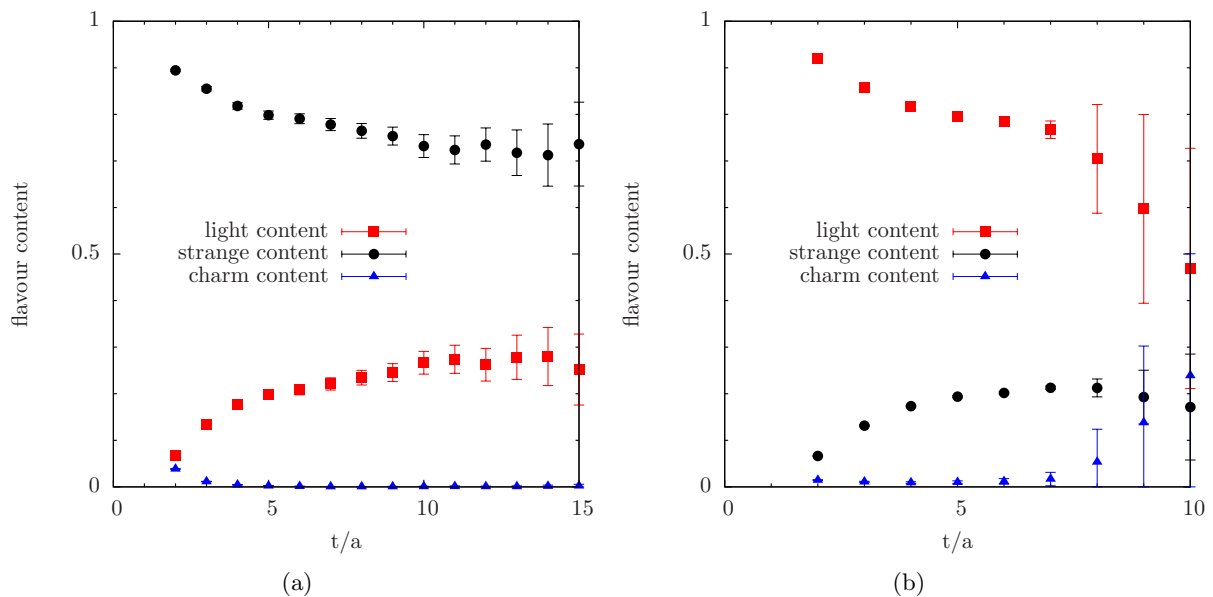 1
0.5
0
flavour content
light content
strange content
charm content
0
5
10
15
t/a
(a)
1
0.5
0
flavour content
light content
strange content
charm content
0
5
10
t/a
(b)